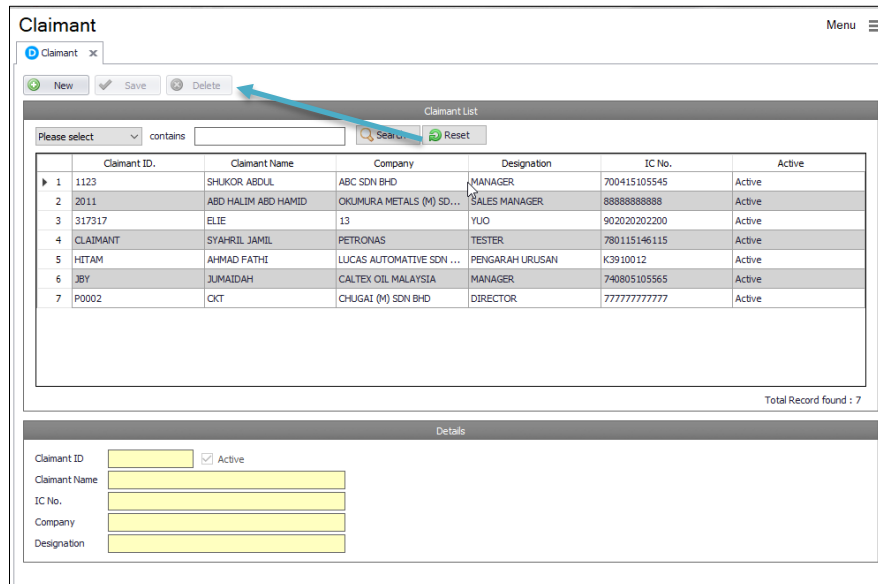 Claimant
Menu
D Claimant x
New Save Delete
Claimant List
Please select contains Search Reset
Claimant ID. Claimant Name Company Designation IC No. Active
1 1123 SHUKOR ABDUL ABC SDN BHD MANAGER 700415105545 Active
2 2011 ABD HALIM ABD HAMID OKUMURA METALS (M) SD... SALES MANAGER 88888888888 Active
3 317317 ELIE 13 YUO 902020202200 Active
4 CLAIMANT SYAHRIL JAMIL PETRONAS TESTER 780115146115 Active
5 HITAM AHMAD FATHI LUCAS AUTOMATIVE SDN ... PENGARAH URUSAN K3910012 Active
6 JBY JUMAIDAH CALTEX OIL MALAYSIA MANAGER 740805105565 Active
7 P0002 CKT CHUGAI (M) SDN BHD DIRECTOR 777777777777 Active
Total Record found : 7
Details
Claimant ID Active
Claimant Name
IC No.
Company
Designation